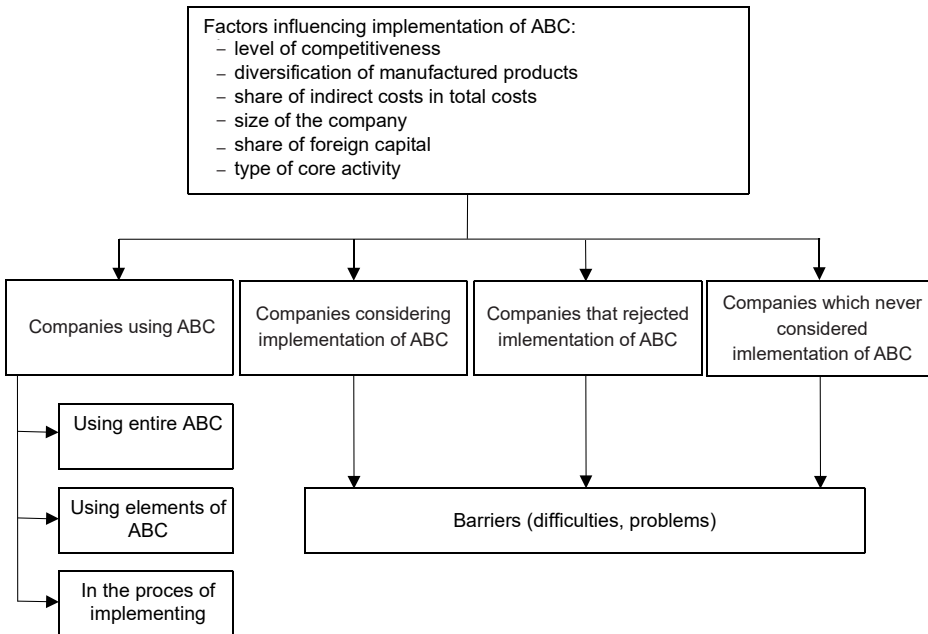 Factors influencing implementation of ABC:
– level of competitiveness
– diversification of manufactured products
– share of indirect costs in total costs
– size of the company
– share of foreign capital
– type of core activity
Companies using ABC
Companies considering
implementation of ABC
Companies that rejected
imlementation of ABC
Companies which never
considered
imlementation of ABC
Using entire ABC
Using elements of
ABC
In the proces of
implementing
Barriers (difficulties, problems)